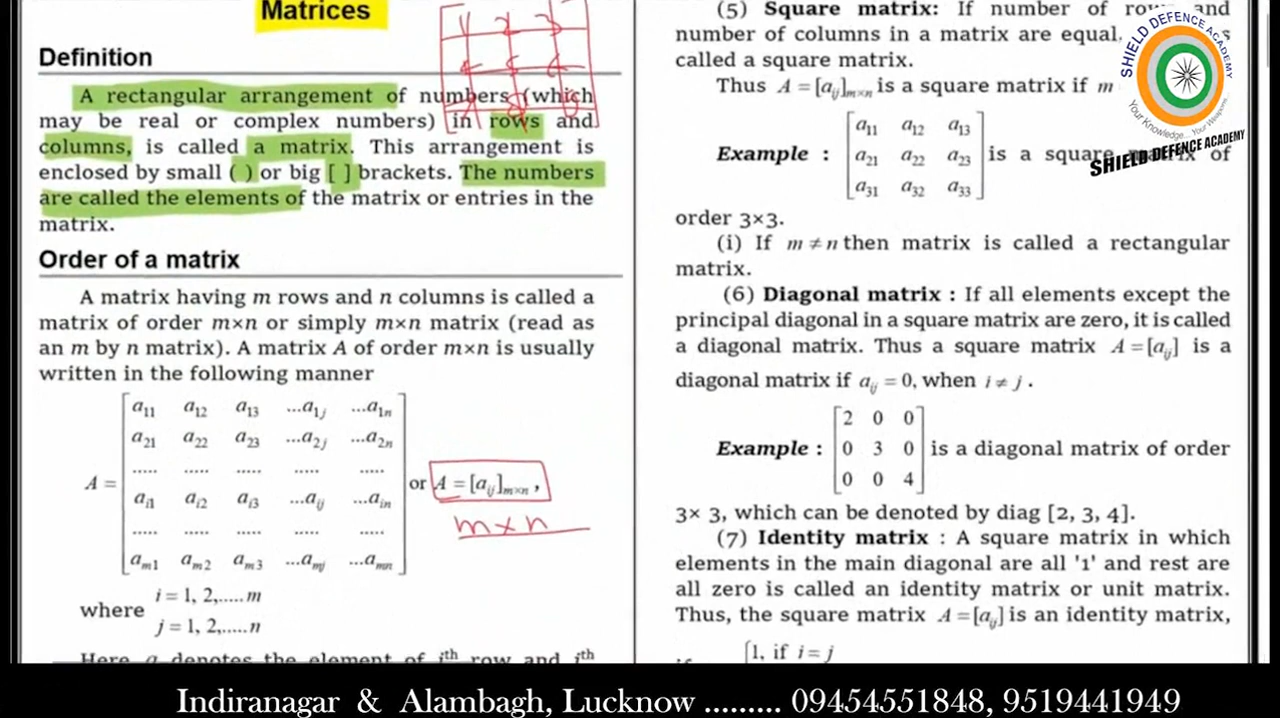 Matrices
Definition
A rectangular arrangement of numbers (which
may be real or complex numbers) in rows and
columns, is called a matrix. This arrangement is
enclosed by small ( ) or big [ ] brackets. The numbers
are called the elements of the matrix or entries in the
matrix.
Order of a matrix
A matrix having m rows and n columns is called a
matrix of order m×n or simply m×n matrix (read as
an m by n matrix). A matrix A of order m×n is usually
written in the following manner
a11 a12 a13 ...a1j ...a1n
a21 a22 a23 ...a2j ...a2n
..... ..... ..... ..... .....
A = ai1 ai2 ai3 ...aij ...ain or A = [aij]m×n ,
m×n
..... ..... ..... ..... .....
am1 am2 am3 ...amj ...amn
where i = 1, 2,..... m
j = 1, 2,..... n
Here a denotes the element of ith row and jth
(5) Square matrix: If number of rows and
number of columns in a matrix are equal,
called a square matrix.
Thus A = [aij]m×n is a square matrix if m
a11 a12 a13
Example : a21 a22 a23 is a square matrix of
a31 a32 a33
order 3×3.
(i) If m ≠ n then matrix is called a rectangular
matrix.
(6) Diagonal matrix : If all elements except the
principal diagonal in a square matrix are zero, it is called
a diagonal matrix. Thus a square matrix A = [aij] is a
diagonal matrix if aij = 0, when i ≠ j .
2 0 0
Example : 0 3 0 is a diagonal matrix of order
0 0 4
3× 3, which can be denoted by diag [2, 3, 4].
(7) Identity matrix : A square matrix in which
elements in the main diagonal are all '1' and rest are
all zero is called an identity matrix or unit matrix.
Thus, the square matrix A = [aij] is an identity matrix,
if {1, if i = j
SHIELD DEFENCE ACADEMY
Your Knowledge... Your Weapons
SHIELD DEFENCE ACADEMY
Indiranagar & Alambagh, Lucknow ......... 09454551848, 9519441949